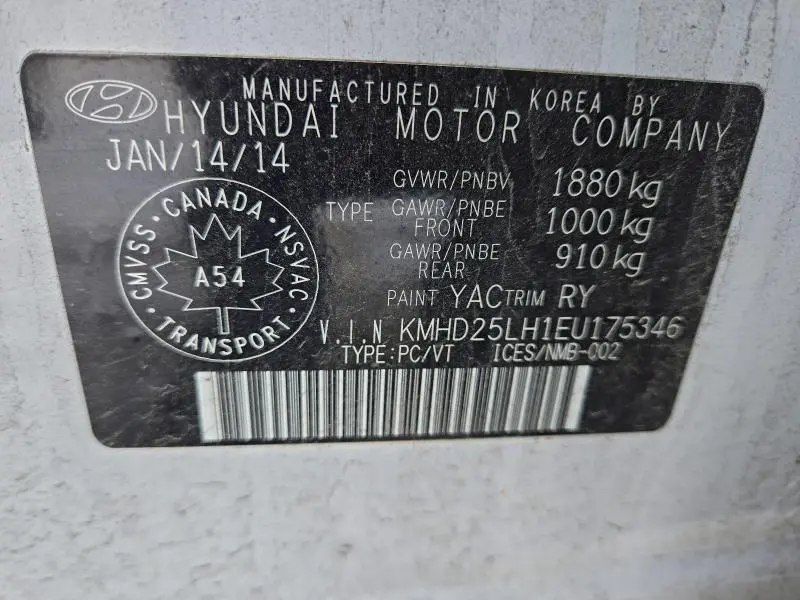 MANUFACTURED IN KOREA BY
HYUNDAI MOTOR COMPANY
JAN/14/14
GVWR/PNBV 1880 kg
TYPE GAWR/PNBE FRONT 1000 kg
GAWR/PNBE REAR 910 kg
PAINT YAC TRIM RY
V.I.N KMHD25LH1EU175346
TYPE:PC/VT ICES/NMB-002
CMVSS · CANADA · NSVAC
A54
TRANSPORT